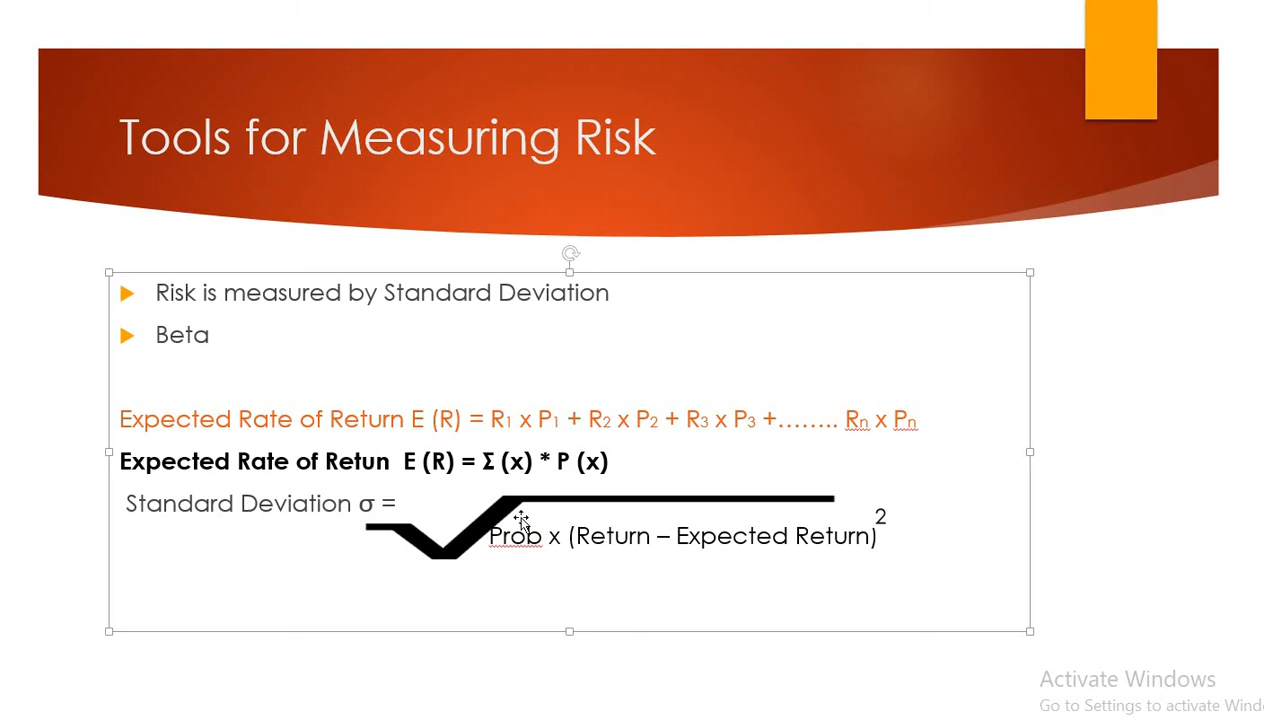 Tools for Measuring Risk
Risk is measured by Standard Deviation
Beta
Expected Rate of Return E (R) = R1 x P1 + R2 x P2 + R3 x P3 +…….. Rn x Pn
Expected Rate of Retun E (R) = Σ (x) * P (x)
Standard Deviation σ =
Prob x (Return – Expected Return)2
Activate Windows
Go to Settings to activate Wind